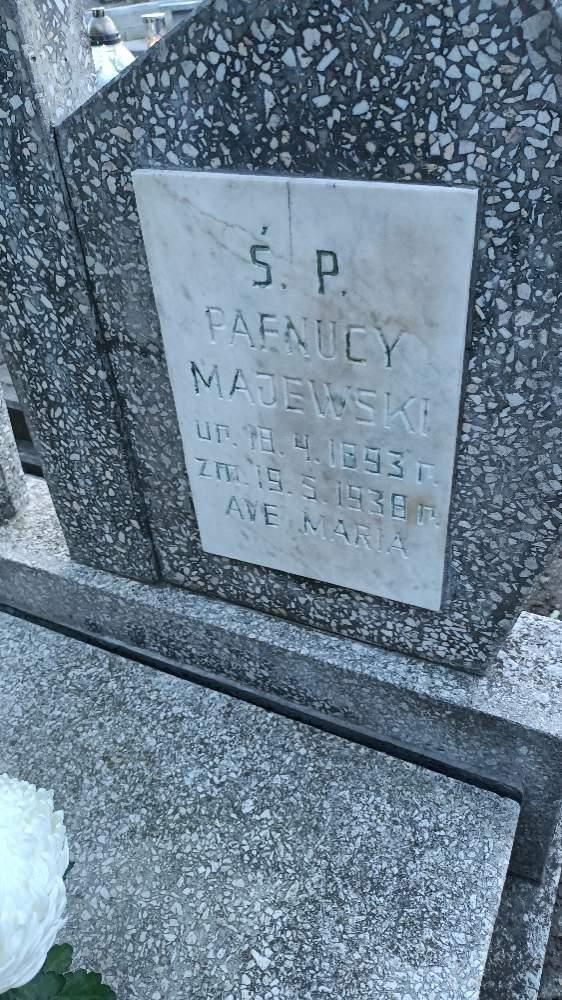 Ś. P.
PAFNUCY
MAJEWSKI
ur. 18. 4. 1893 r.
zm. 19. 5. 1938 r.
AVE MARIA